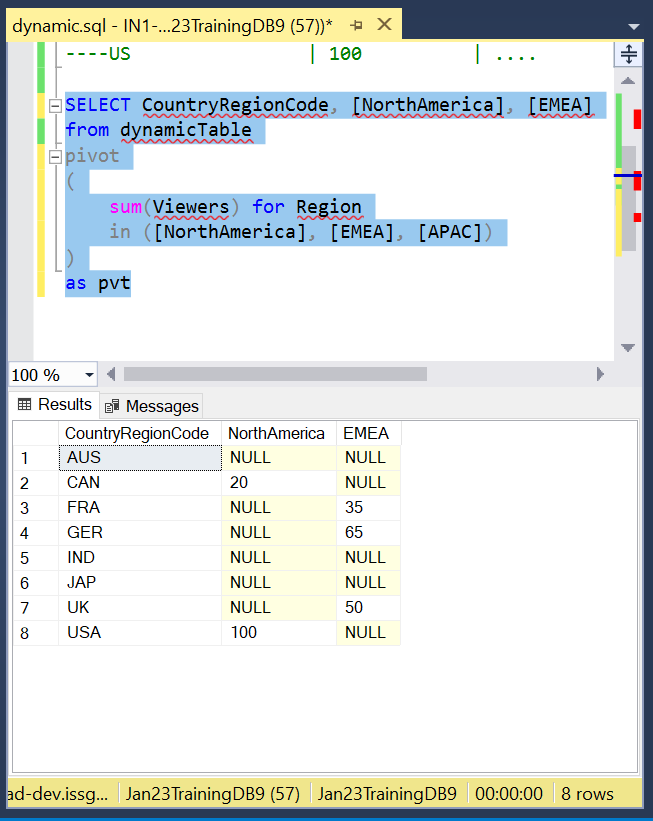 dynamic.sql - IN1-...23TrainingDB9 (57))*
----US | 100 | ....
SELECT CountryRegionCode, [NorthAmerica], [EMEA]
from dynamicTable
pivot
(
sum(Viewers) for Region
in ([NorthAmerica], [EMEA], [APAC])
)
as pvt
100 %
Results Messages
CountryRegionCode NorthAmerica EMEA
1 AUS NULL NULL
2 CAN 20 NULL
3 FRA NULL 35
4 GER NULL 65
5 IND NULL NULL
6 JAP NULL NULL
7 UK NULL 50
8 USA 100 NULL
ad-dev.issg... Jan23TrainingDB9 (57) Jan23TrainingDB9 00:00:00 8 rows